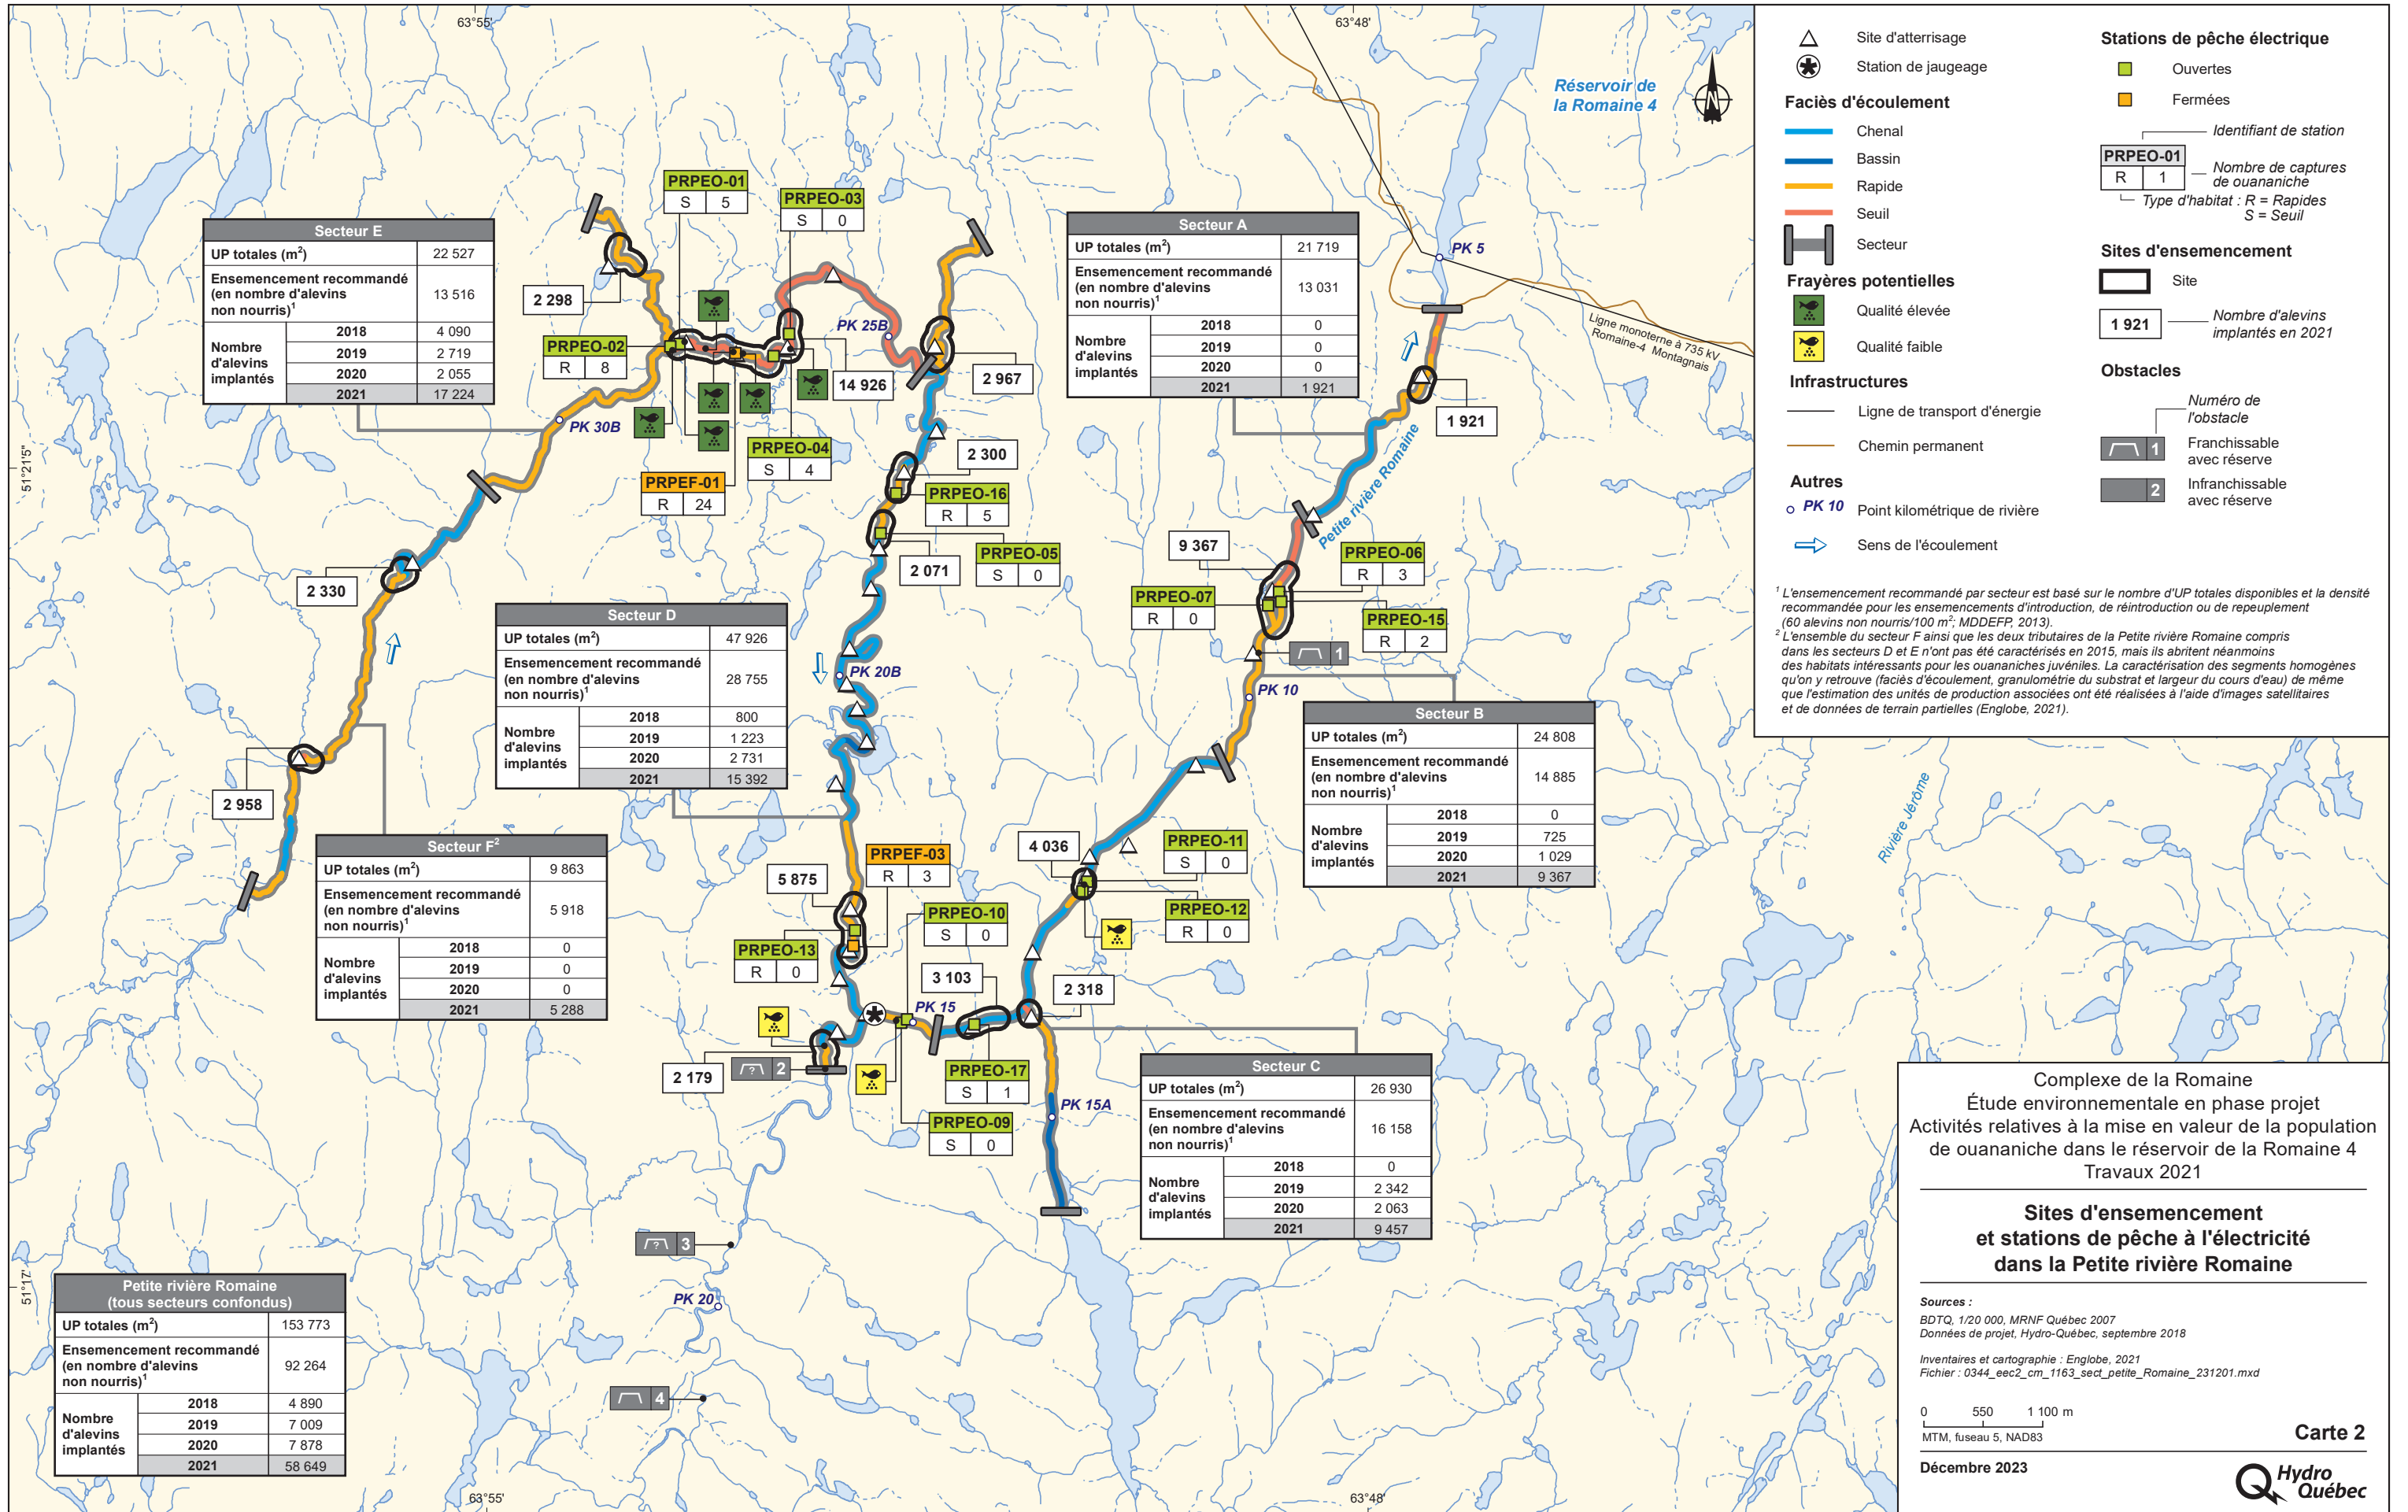 63°55'
63°48'
Réservoir de
la Romaine 4
PRPEO-01
S 5
PRPEO-03
S 0
Secteur E
UP totales (m²) 22 527
Ensemencement recommandé
(en nombre d'alevins
non nourris)¹ 13 516
Nombre
d'alevins
implantés
2018 4 090
2019 2 719
2020 2 055
2021 17 224
2 298
PRPEO-02
R 8
PK 25B
14 926
2 967
PK 30B
PRPEO-04
S 4
PRPEF-01
R 24
2 300
PRPEO-16
R 5
PRPEO-05
S 0
2 071
2 330
Secteur A
UP totales (m²) 21 719
Ensemencement recommandé
(en nombre d'alevins
non nourris)¹ 13 031
Nombre
d'alevins
implantés
2018 0
2019 0
2020 0
2021 1 921
PK 5
Ligne monoterne à 735 kV
Romaine-4 Montagnais
1 921
Petite rivière Romaine
51°21'5"
9 367
PRPEO-06
R 3
PRPEO-07
R 0
PRPEO-15
R 2
1
PK 10
Secteur D
UP totales (m²) 47 926
Ensemencement recommandé
(en nombre d'alevins
non nourris)¹ 28 755
Nombre
d'alevins
implantés
2018 800
2019 1 223
2020 2 731
2021 15 392
PK 20B
Secteur B
UP totales (m²) 24 808
Ensemencement recommandé
(en nombre d'alevins
non nourris)¹ 14 885
Nombre
d'alevins
implantés
2018 0
2019 725
2020 1 029
2021 9 367
2 958
Secteur F²
UP totales (m²) 9 863
Ensemencement recommandé
(en nombre d'alevins
non nourris)¹ 5 918
Nombre
d'alevins
implantés
2018 0
2019 0
2020 0
2021 5 288
PRPEF-03
R 3
5 875
PRPEO-13
R 0
PRPEO-10
S 0
4 036
PRPEO-11
S 0
PRPEO-12
R 0
3 103
2 318
PK 15
2 179
? 2
PRPEO-17
S 1
PRPEO-09
S 0
PK 15A
Secteur C
UP totales (m²) 26 930
Ensemencement recommandé
(en nombre d'alevins
non nourris)¹ 16 158
Nombre
d'alevins
implantés
2018 0
2019 2 342
2020 2 063
2021 9 457
? 3
PK 20
4
51°17'
Rivière Jérôme
Petite rivière Romaine
(tous secteurs confondus)
UP totales (m²) 153 773
Ensemencement recommandé
(en nombre d'alevins
non nourris)¹ 92 264
Nombre
d'alevins
implantés
2018 4 890
2019 7 009
2020 7 878
2021 58 649
63°55'
63°48'
Site d'atterrisage
Station de jaugeage
Faciès d'écoulement
Chenal
Bassin
Rapide
Seuil
Secteur
Frayères potentielles
Qualité élevée
Qualité faible
Infrastructures
Ligne de transport d'énergie
Chemin permanent
Autres
PK 10 Point kilométrique de rivière
Sens de l'écoulement
Stations de pêche électrique
Ouvertes
Fermées
Identifiant de station
PRPEO-01
R 1
Nombre de captures
de ouananiche
Type d'habitat : R = Rapides
S = Seuil
Sites d'ensemencement
Site
1 921
Nombre d'alevins
implantés en 2021
Obstacles
Numéro de
l'obstacle
1 Franchissable
avec réserve
2 Infranchissable
avec réserve
¹ L'ensemencement recommandé par secteur est basé sur le nombre d'UP totales disponibles et la densité
recommandée pour les ensemencements d'introduction, de réintroduction ou de repeuplement
(60 alevins non nourris/100 m²; MDDEFP, 2013).
² L'ensemble du secteur F ainsi que les deux tributaires de la Petite rivière Romaine compris
dans les secteurs D et E n'ont pas été caractérisés en 2015, mais ils abritent néanmoins
des habitats intéressants pour les ouananiches juvéniles. La caractérisation des segments homogènes
qu'on y retrouve (faciès d'écoulement, granulométrie du substrat et largeur du cours d'eau) de même
que l'estimation des unités de production associées ont été réalisées à l'aide d'images satellitaires
et de données de terrain partielles (Englobe, 2021).
Complexe de la Romaine
Étude environnementale en phase projet
Activités relatives à la mise en valeur de la population
de ouananiche dans le réservoir de la Romaine 4
Travaux 2021
Sites d'ensemencement
et stations de pêche à l'électricité
dans la Petite rivière Romaine
Sources :
BDTQ, 1/20 000, MRNF Québec 2007
Données de projet, Hydro-Québec, septembre 2018
Inventaires et cartographie : Englobe, 2021
Fichier : 0344_eec2_cm_1163_sect_petite_Romaine_231201.mxd
0 550 1 100 m
MTM, fuseau 5, NAD83
Carte 2
Décembre 2023
Hydro
Québec